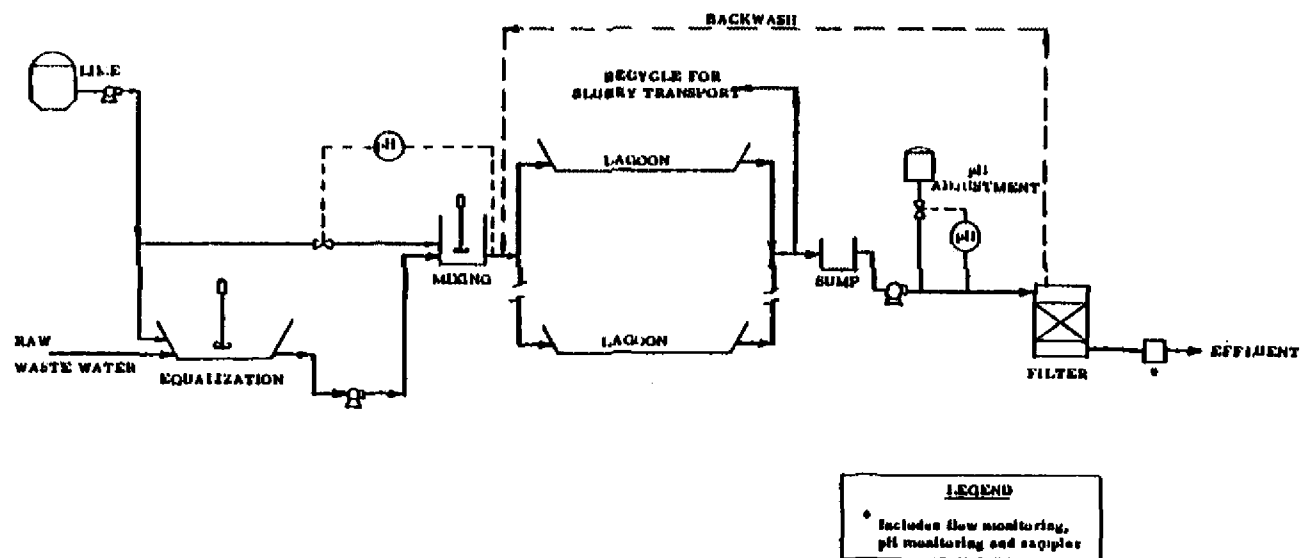 BACKWASH
LIME
RECYCLE FOR
SLURRY TRANSPORT
pH
LAGOON
pH
ADJUSTMENT
pH
MIXING
SUMP
RAW
WASTE WATER
EQUALIZATION
LAGOON
FILTER
*
EFFLUENT
LEGEND
* Includes flow monitoring,
pH monitoring and sampler